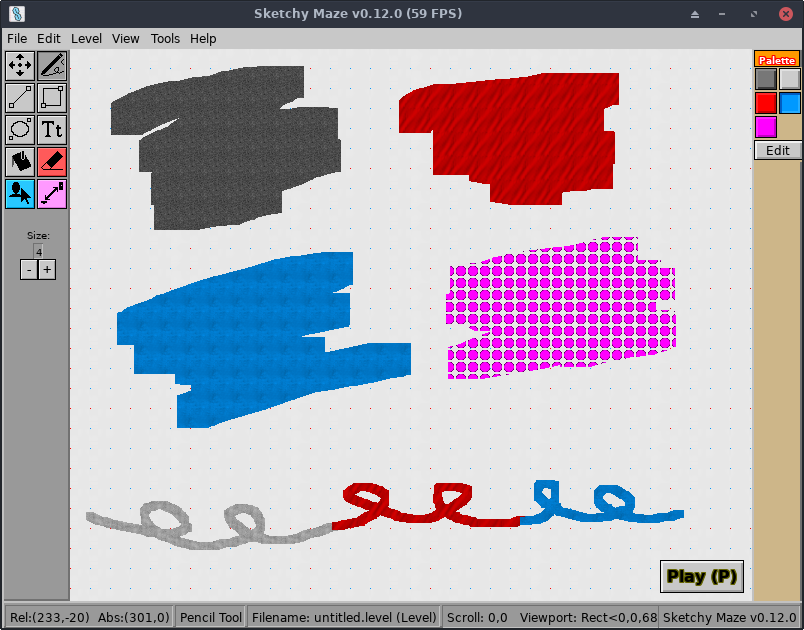 Sketchy Maze v0.12.0 (59 FPS)
File Edit Level View Tools Help
Palette
Tt
Edit
Size:
4
- +
Play (P)
Rel:(233,-20) Abs:(301,0) Pencil Tool Filename: untitled.level (Level) Scroll: 0,0 Viewport: Rect<0,0,68 Sketchy Maze v0.12.0